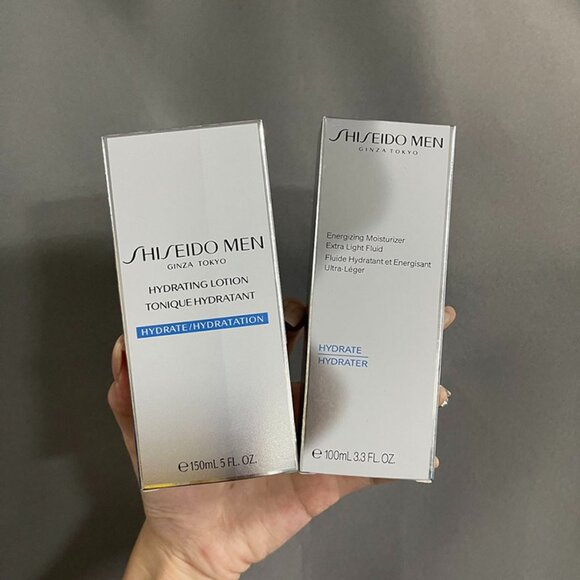 SHISEIDO MEN
GINZA TOKYO
HYDRATING LOTION
TONIQUE HYDRATANT
HYDRATE/HYDRATATION
℮150mL 5 FL. OZ.
SHISEIDO MEN
GINZA TOKYO
Energizing Moisturizer
Extra Light Fluid
Fluide Hydratant et Energisant
Ultra-Léger
HYDRATE
HYDRATER
℮ 100mL 3.3 FL.OZ.